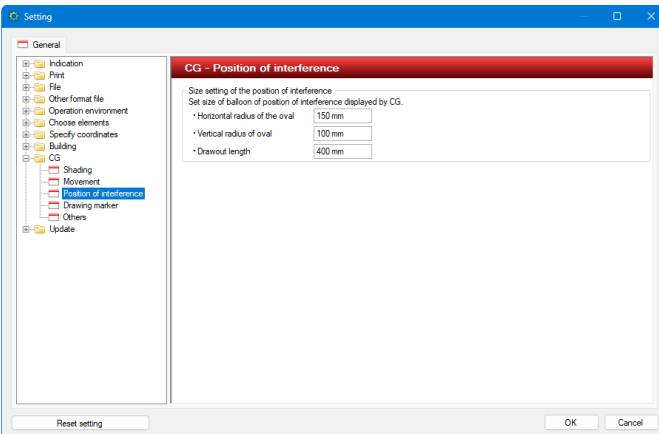 Setting
General
Indication
Print
File
Other format file
Operation environment
Choose elements
Specify coordinates
Building
CG
Shading
Movement
Position of interference
Drawing marker
Others
Update
CG - Position of interference
Size setting of the position of interference
Set size of balloon of position of interference displayed by CG.
・Horizontal radius of the oval 150 mm
・Vertical radius of oval 100 mm
・Drawout length 400 mm
Reset setting
OK Cancel